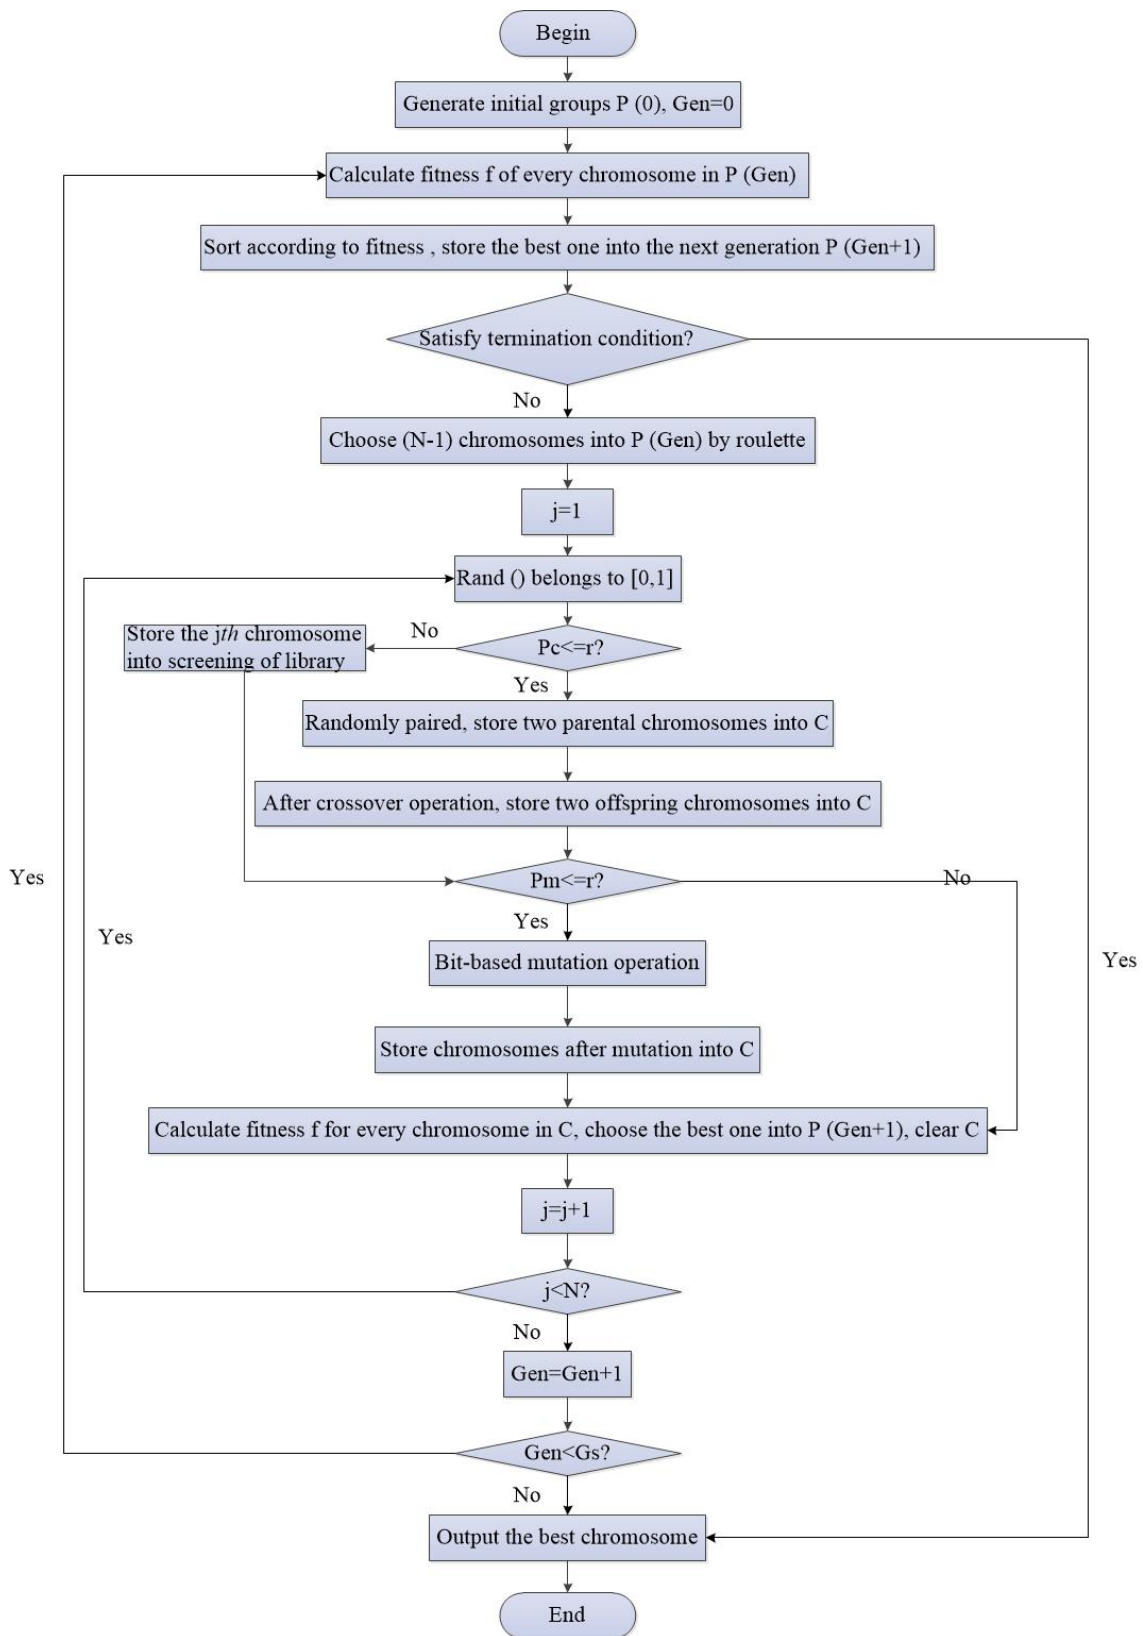 Begin
Generate initial groups P (0), Gen=0
Calculate fitness f of every chromosome in P (Gen)
Sort according to fitness , store the best one into the next generation P (Gen+1)
Satisfy termination condition?
No
Choose (N-1) chromosomes into P (Gen) by roulette
j=1
Rand () belongs to [0,1]
Store the jth chromosome
into screening of library
No
Pc<=r?
Yes
Randomly paired, store two parental chromosomes into C
After crossover operation, store two offspring chromosomes into C
Yes
Pm<=r?
No
Yes
Yes
Bit-based mutation operation
Yes
Store chromosomes after mutation into C
Calculate fitness f for every chromosome in C, choose the best one into P (Gen+1), clear C
j=j+1
j<N?
No
Gen=Gen+1
Gen<Gs?
No
Output the best chromosome
End